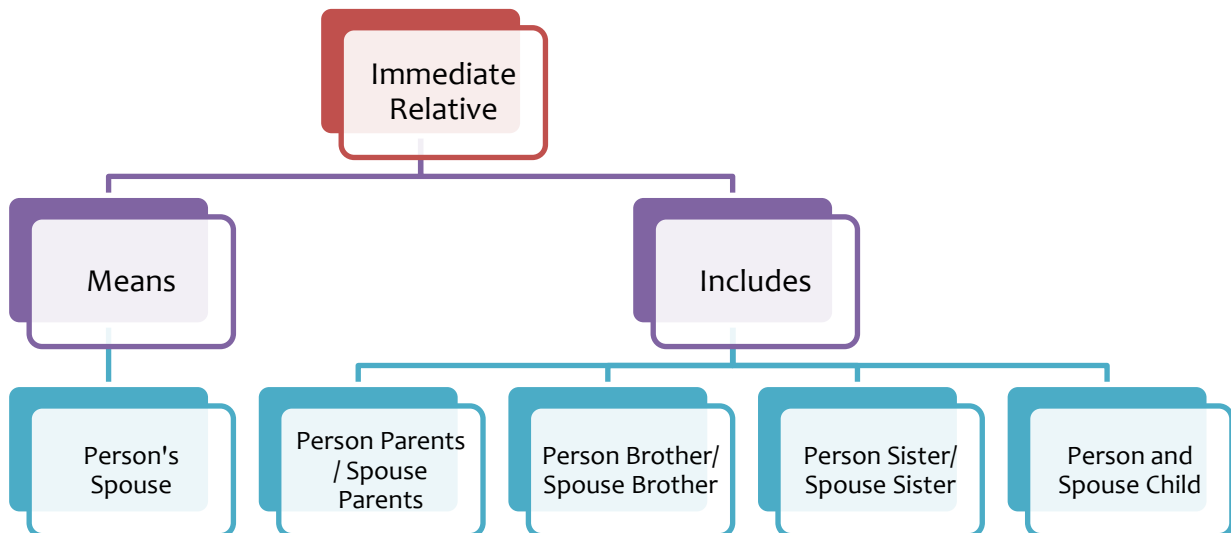 Immediate
Relative
Means
Includes
Person's
Spouse
Person Parents
/ Spouse
Parents
Person Brother/
Spouse Brother
Person Sister/
Spouse Sister
Person and
Spouse Child